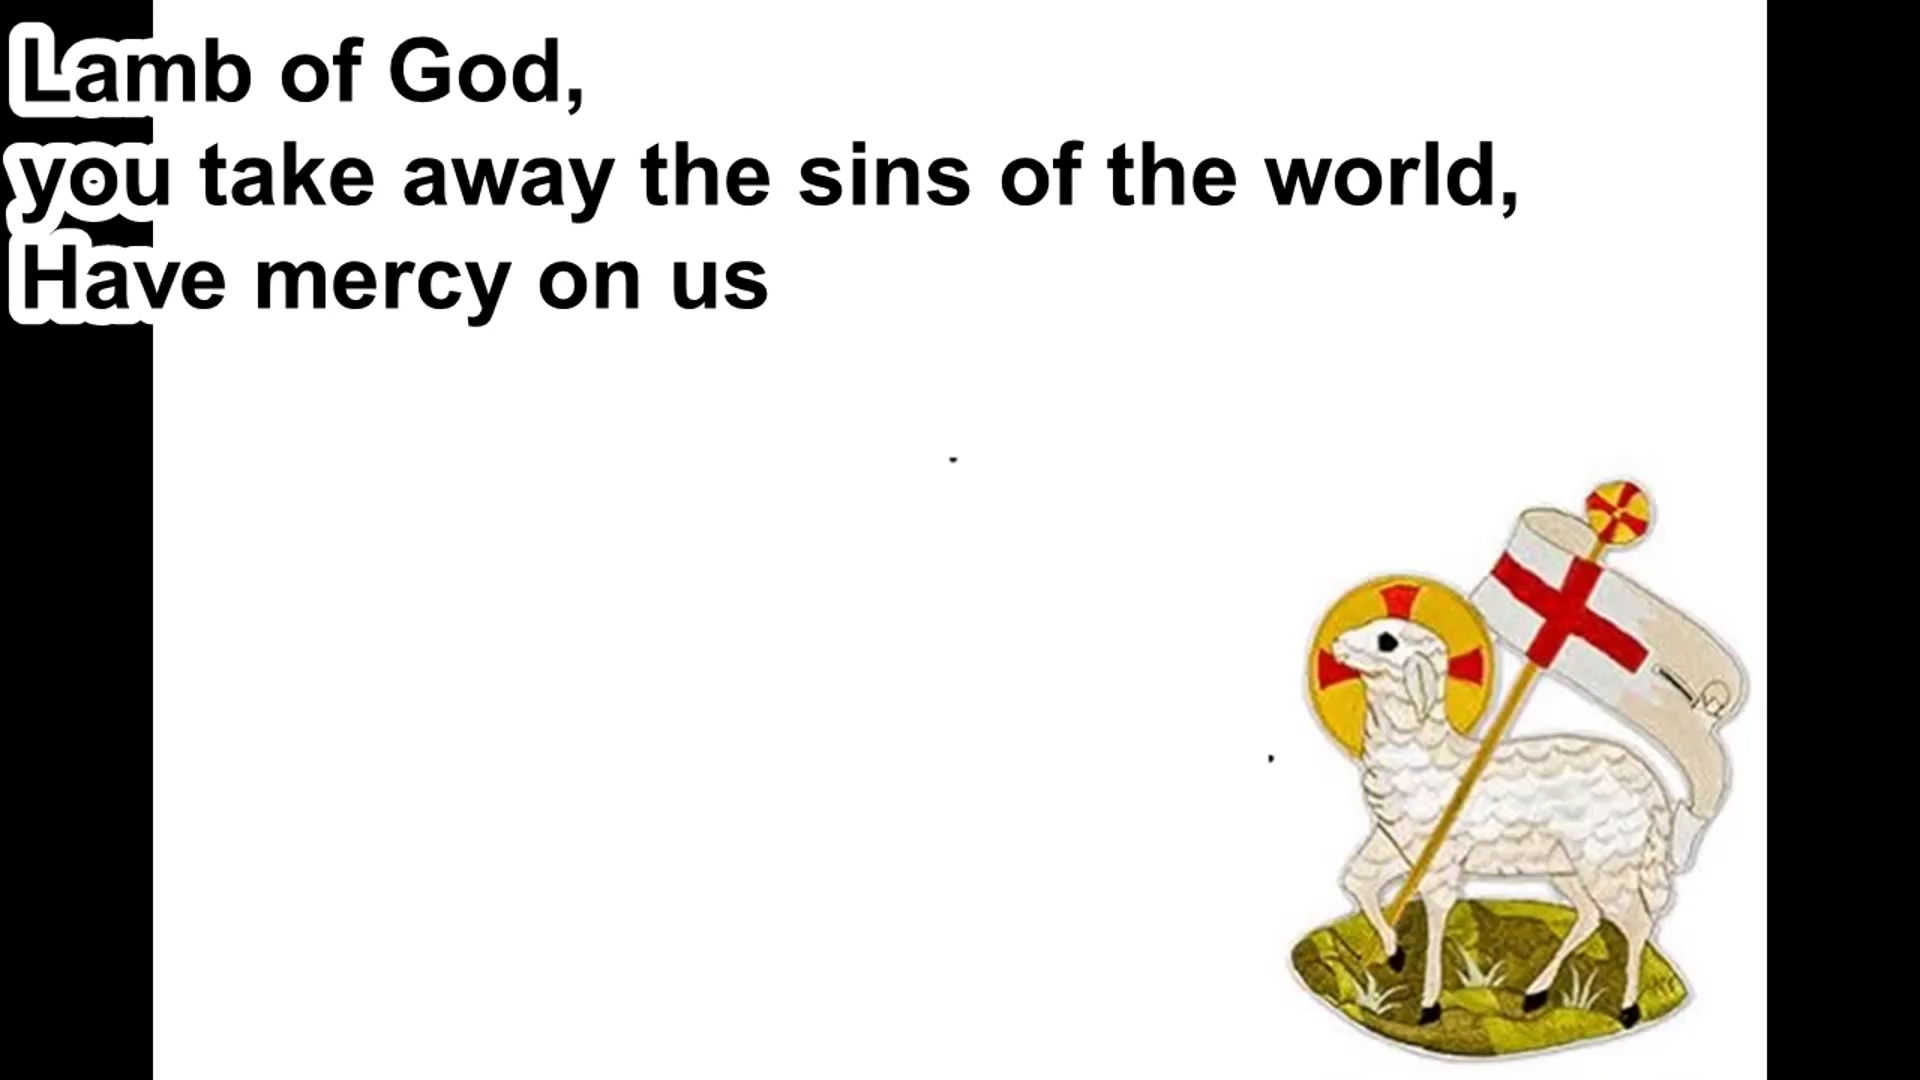 Lamb of God,
you take away the sins of the world,
Have mercy on us